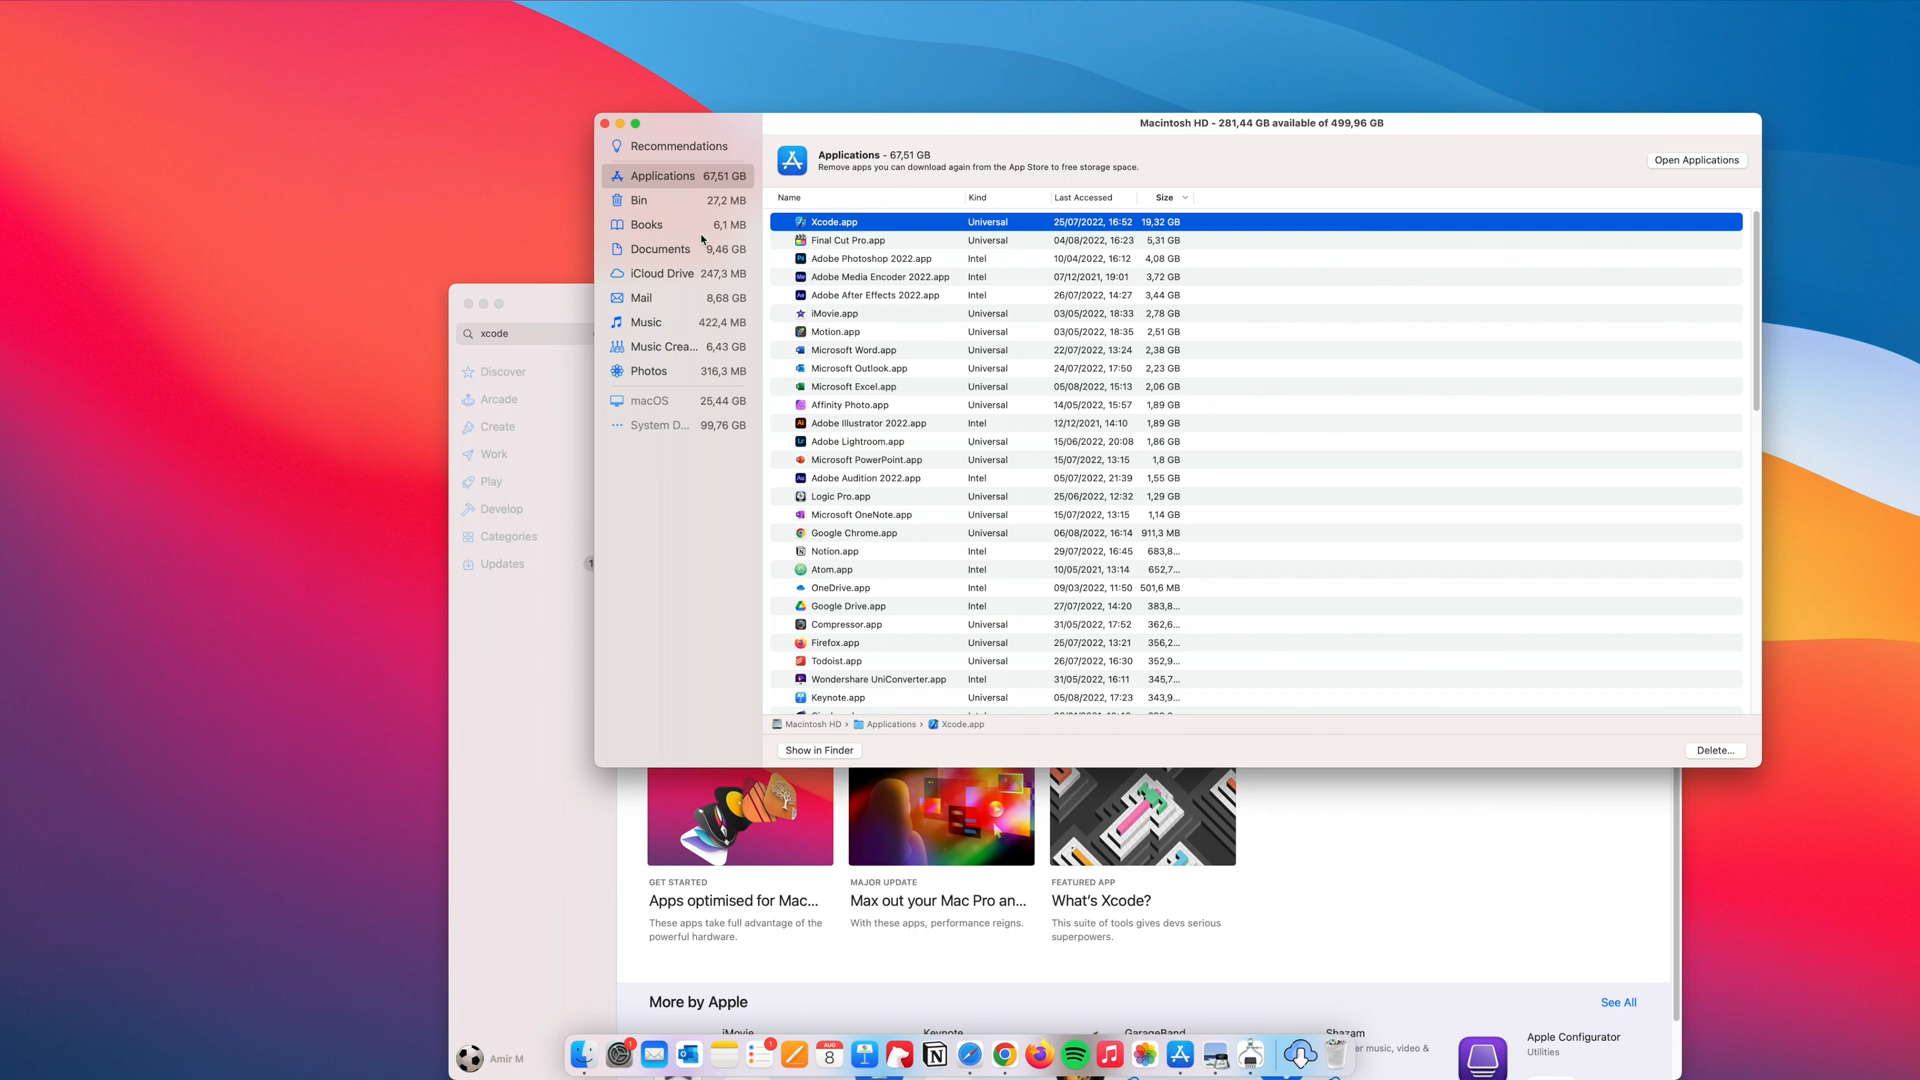 Macintosh HD - 281,44 GB available of 499,96 GB
Recommendations
Applications 67,51 GB
Bin 27,2 MB
Books 6,1 MB
Documents 9,46 GB
iCloud Drive 247,3 MB
Mail 8,68 GB
Music 422,4 MB
Music Crea... 6,43 GB
Photos 316,3 MB
macOS 25,44 GB
System D... 99,76 GB
Applications - 67,51 GB
Remove apps you can download again from the App Store to free storage space.
Open Applications
Name Kind Last Accessed Size
Xcode.app Universal 25/07/2022, 16:52 19,32 GB
Final Cut Pro.app Universal 04/08/2022, 16:23 5,31 GB
Adobe Photoshop 2022.app Intel 10/04/2022, 16:12 4,08 GB
Adobe Media Encoder 2022.app Intel 07/12/2021, 19:01 3,72 GB
Adobe After Effects 2022.app Intel 26/07/2022, 14:27 3,44 GB
iMovie.app Universal 03/05/2022, 18:33 2,78 GB
Motion.app Universal 03/05/2022, 18:35 2,51 GB
Microsoft Word.app Universal 22/07/2022, 13:24 2,38 GB
Microsoft Outlook.app Universal 24/07/2022, 17:50 2,23 GB
Microsoft Excel.app Universal 05/08/2022, 15:13 2,06 GB
Affinity Photo.app Universal 14/05/2022, 15:57 1,89 GB
Adobe Illustrator 2022.app Intel 12/12/2021, 14:10 1,89 GB
Adobe Lightroom.app Universal 15/06/2022, 20:08 1,86 GB
Microsoft PowerPoint.app Universal 15/07/2022, 13:15 1,8 GB
Adobe Audition 2022.app Intel 05/07/2022, 21:39 1,55 GB
Logic Pro.app Universal 25/06/2022, 12:32 1,29 GB
Microsoft OneNote.app Universal 15/07/2022, 13:15 1,14 GB
Google Chrome.app Universal 06/08/2022, 16:14 911,3 MB
Notion.app Intel 29/07/2022, 16:45 683,8...
Atom.app Intel 10/05/2021, 13:14 652,7...
OneDrive.app Intel 09/03/2022, 11:50 501,6 MB
Google Drive.app Intel 27/07/2022, 14:20 383,8...
Compressor.app Universal 31/05/2022, 17:52 362,6...
Firefox.app Universal 25/07/2022, 13:21 356,2...
Todoist.app Universal 26/07/2022, 16:30 352,9...
Wondershare UniConverter.app Intel 31/05/2022, 16:11 345,7...
Keynote.app Universal 05/08/2022, 17:23 343,9...
Macintosh HD › Applications › Xcode.app
Show in Finder
Delete...
xcode
Discover
Arcade
Create
Work
Play
Develop
Categories
Updates 1
GET STARTED
Apps optimised for Mac...
These apps take full advantage of the
powerful hardware.
MAJOR UPDATE
Max out your Mac Pro an...
With these apps, performance reigns.
FEATURED APP
What's Xcode?
This suite of tools gives devs serious
superpowers.
More by Apple
See All
iMovie
Keynote
GarageBand
Shazam
er music, video &
Apple Configurator
Utilities
Amir M
1
1
AUG
8